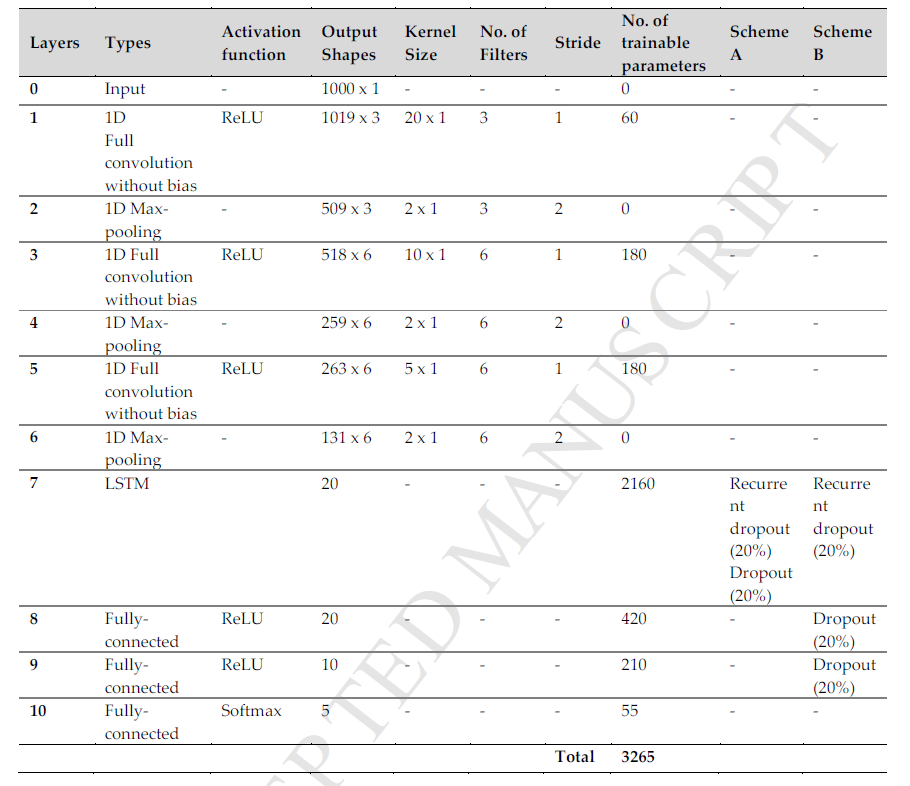 Layers Types Activation function Output Shapes Kernel Size No. of Filters Stride No. of trainable parameters Scheme A Scheme B
0 Input - 1000 x 1 - - - 0 - -
1 1D Full convolution without bias ReLU 1019 x 3 20 x 1 3 1 60 - -
2 1D Max-pooling - 509 x 3 2 x 1 3 2 0 - -
3 1D Full convolution without bias ReLU 518 x 6 10 x 1 6 1 180 - -
4 1D Max-pooling - 259 x 6 2 x 1 6 2 0 - -
5 1D Full convolution without bias ReLU 263 x 6 5 x 1 6 1 180 - -
6 1D Max-pooling - 131 x 6 2 x 1 6 2 0 - -
7 LSTM 20 - - - 2160 Recurrent dropout (20%) Dropout (20%) Recurrent dropout (20%)
8 Fully-connected ReLU 20 - - - 420 - Dropout (20%)
9 Fully-connected ReLU 10 - - - 210 - Dropout (20%)
10 Fully-connected Softmax 5 - - - 55 - -
Total 3265
EPTED MANUSCRIPT